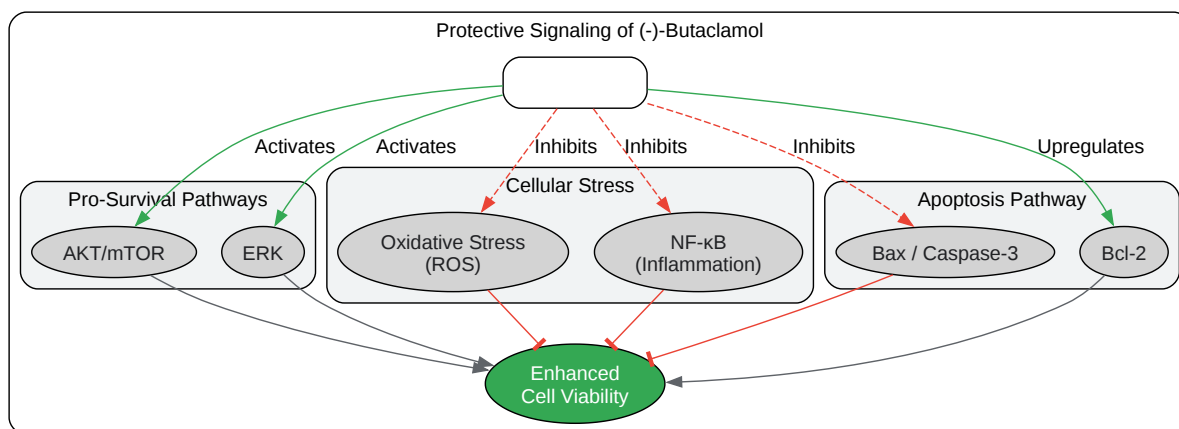 Protective Signaling of (-)-Butaclamol
Activates
Activates
Inhibits
Inhibits
Inhibits
Upregulates
Pro-Survival Pathways
Cellular Stress
Apoptosis Pathway
AKT/mTOR
ERK
Oxidative Stress
(ROS)
NF-κB
(Inflammation)
Bax / Caspase-3
Bcl-2
Enhanced
Cell Viability